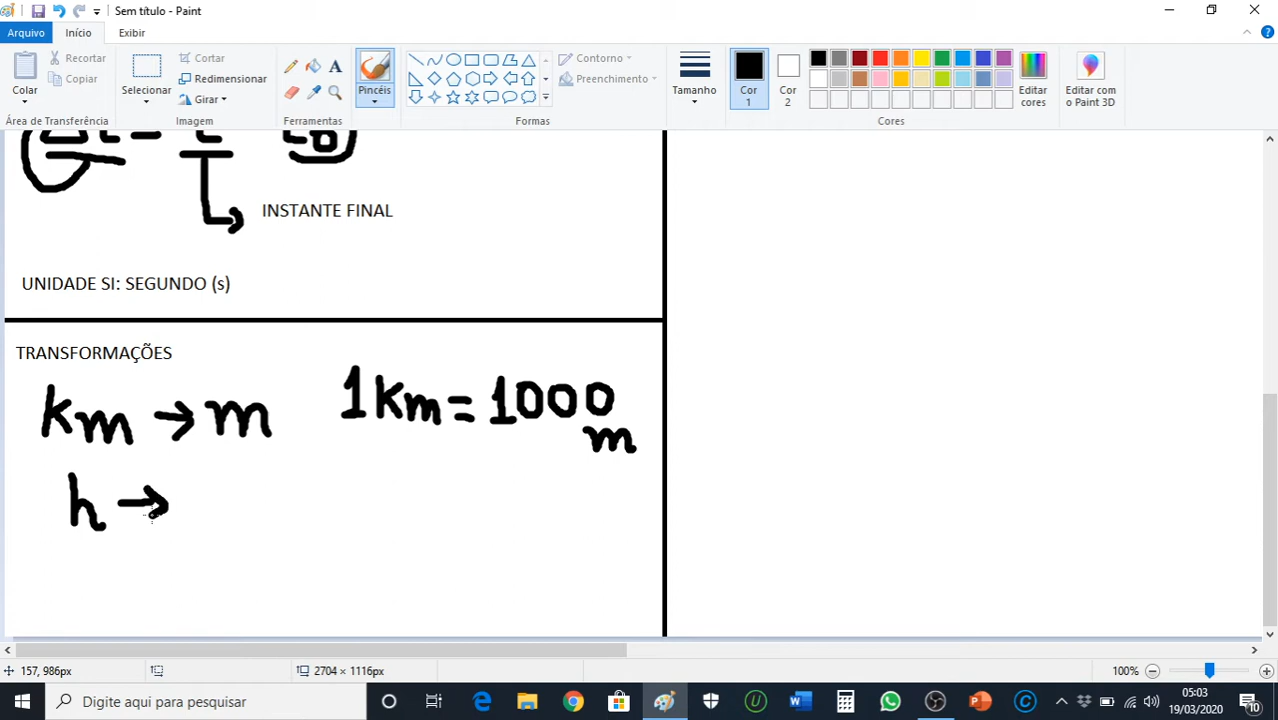 Sem título - Paint
Arquivo Início Exibir
Colar
Recortar
Copiar
Área de Transferência
Selecionar
Cortar
Redimensionar
Girar
Imagem
A
Ferramentas
Pincéis
Contorno
Preenchimento
Formas
Tamanho
Cor 1
Cor 2
Editar cores
Editar com o Paint 3D
Cores
INSTANTE FINAL
UNIDADE SI: SEGUNDO (s)
TRANSFORMAÇÕES
km → m 1km = 1000
m
h →
157, 986px 2704 × 1116px 100%
Digite aqui para pesquisar
05:03
19/03/2020
10